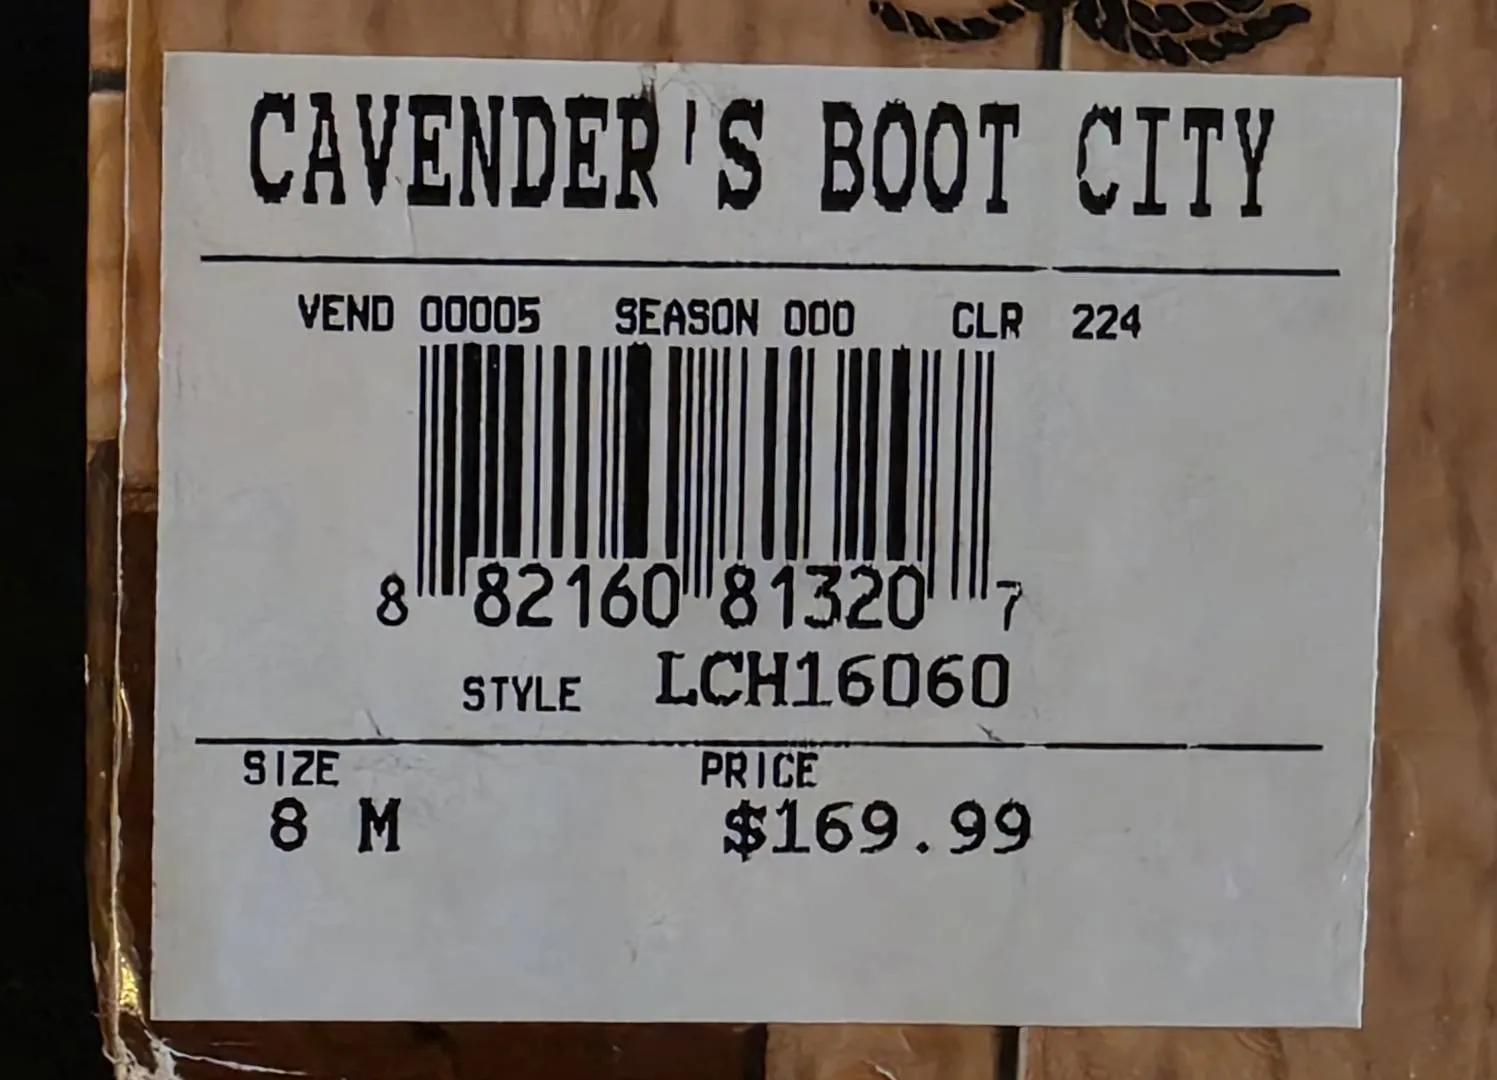 CAVENDER'S BOOT CITY
VEND 00005 SEASON 000 CLR 224
8 82160 81320 7
STYLE LCH16060
SIZE PRICE
8 M $169.99